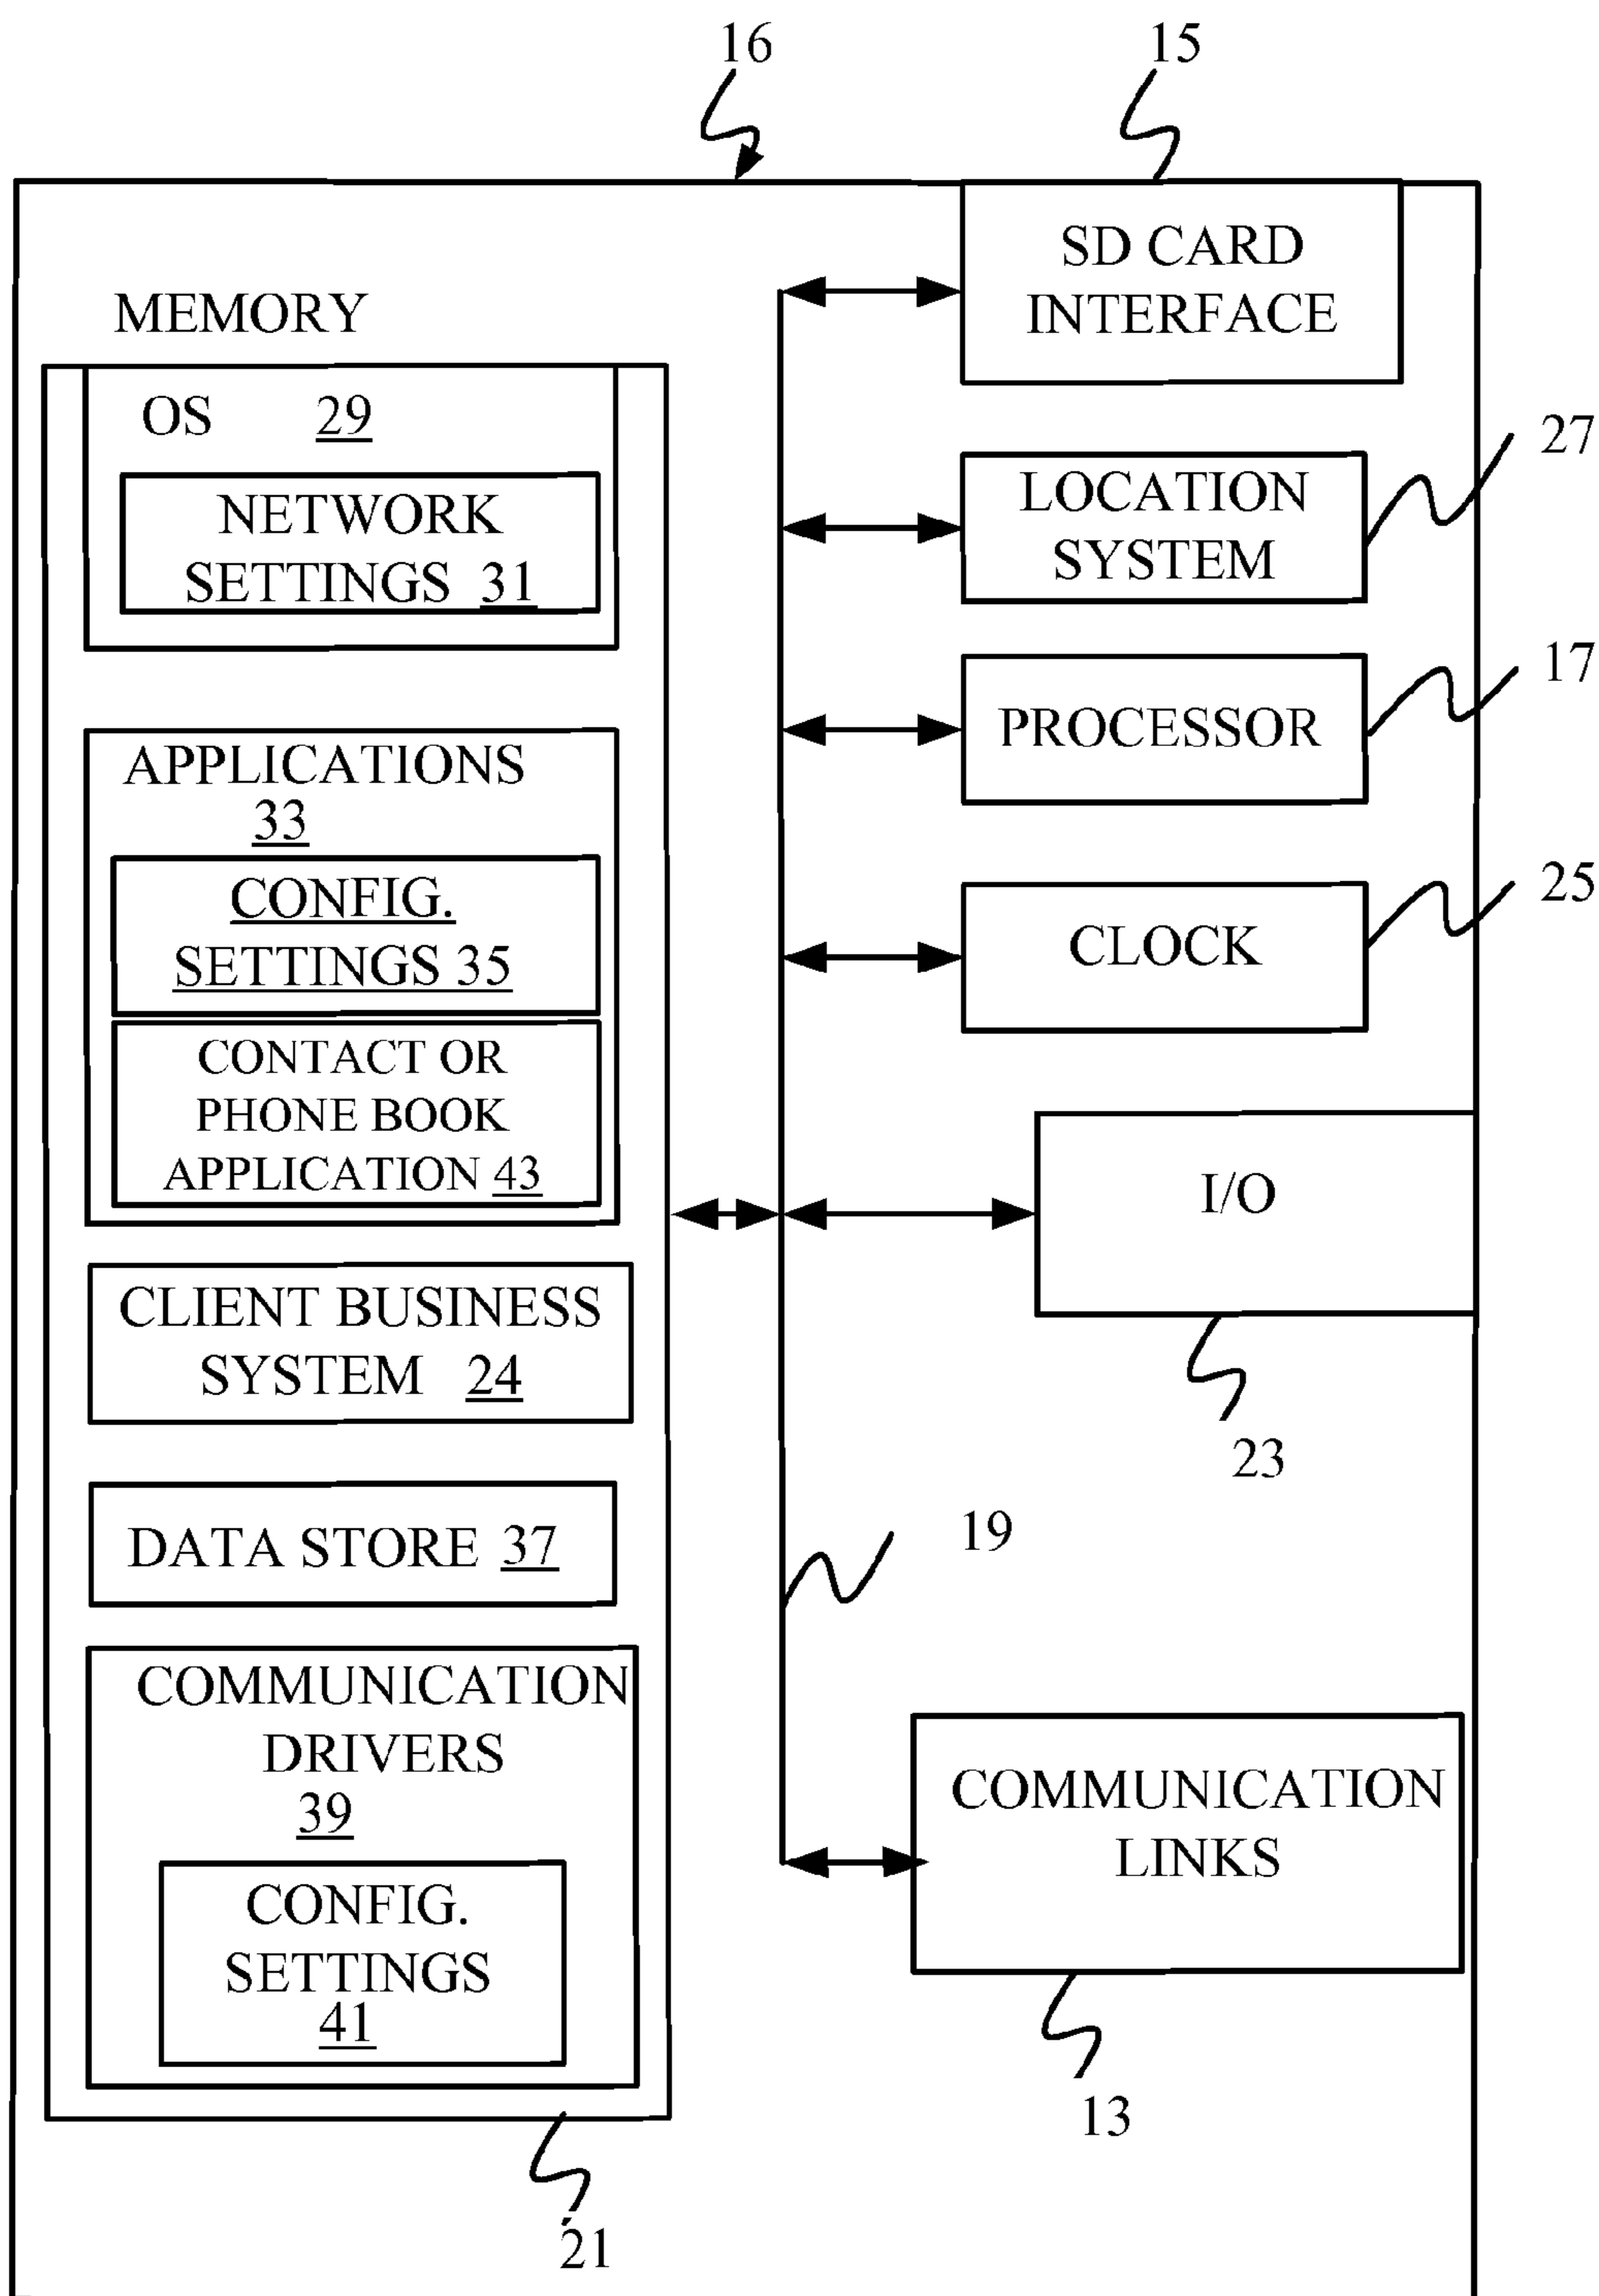 16
15
SD CARD
INTERFACE
MEMORY
OS 29
NETWORK
SETTINGS 31
LOCATION
SYSTEM
27
PROCESSOR
17
APPLICATIONS
33
CONFIG.
SETTINGS 35
CLOCK
25
CONTACT OR
PHONE BOOK
APPLICATION 43
I/O
23
CLIENT BUSINESS
SYSTEM 24
19
DATA STORE 37
COMMUNICATION
DRIVERS
39
CONFIG.
SETTINGS
41
COMMUNICATION
LINKS
13
21